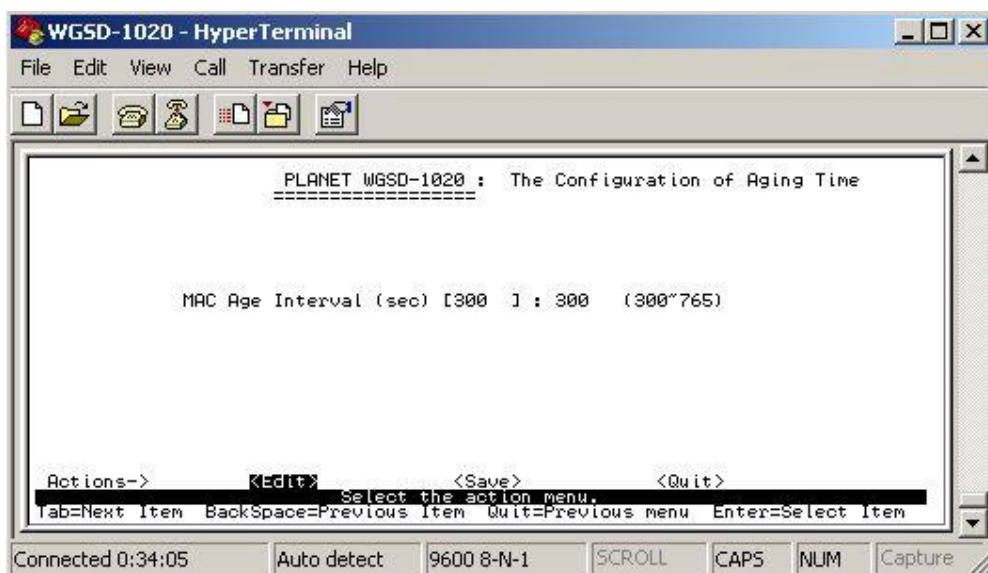 WGSD-1020 - HyperTerminal
File Edit View Call Transfer Help
PLANET WGSD-1020 : The Configuration of Aging Time
==================
MAC Age Interval (sec) [300 ] : 300 (300~765)
Actions-> <Edit> <Save> <Quit>
Select the action menu.
Tab=Next Item BackSpace=Previous Item Quit=Previous menu Enter=Select Item
Connected 0:34:05 Auto detect 9600 8-N-1 SCROLL CAPS NUM Capture